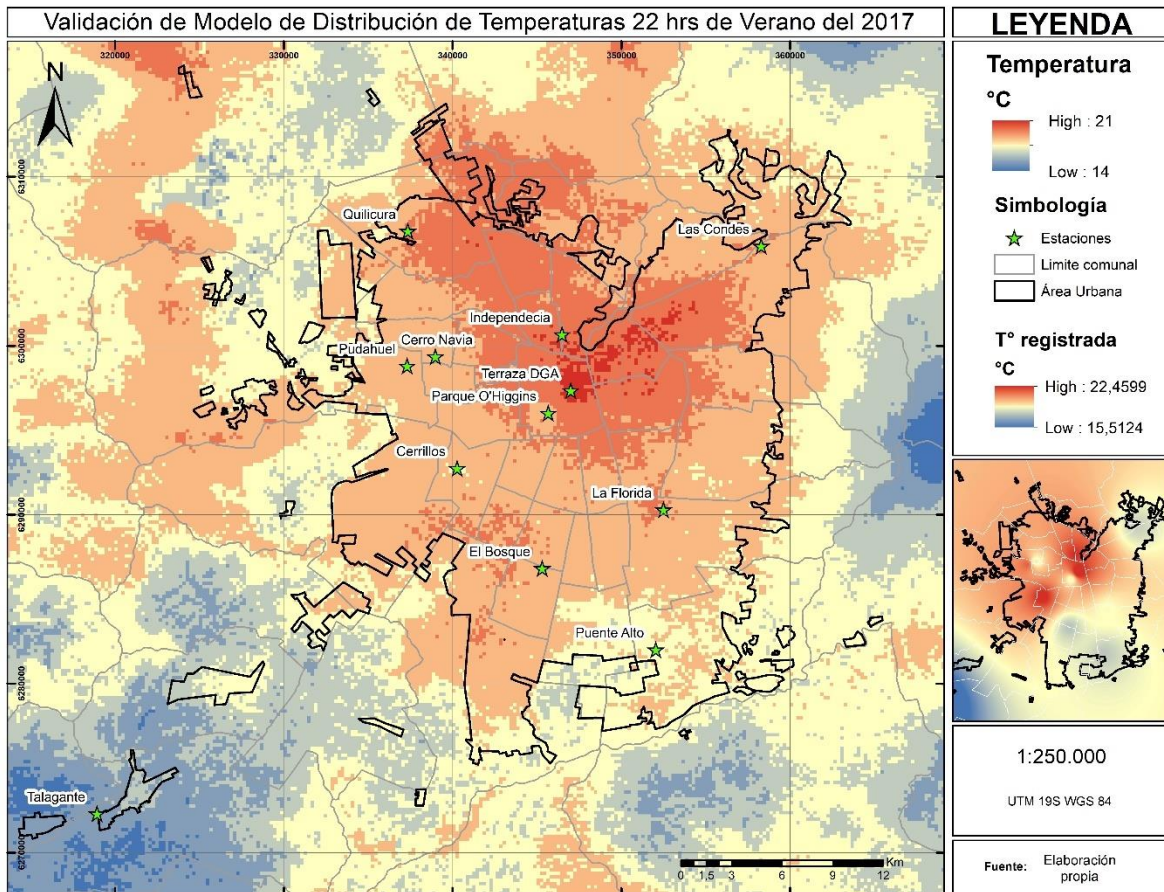 Validación de Modelo de Distribución de Temperaturas 22 hrs de Verano del 2017
320000
330000
340000
350000
360000
N
6310000
6300000
6290000
6280000
6270000
Quilicura
Las Condes
Independecia
Cerro Navia
Pudahuel
Terraza DGA
Parque O'Higgins
Cerrillos
La Florida
El Bosque
Puente Alto
Talagante
Km
0 1,5 3 6 9 12
LEYENDA
Temperatura
°C
High : 21
Low : 14
Simbología
Estaciones
Limite comunal
Área Urbana
T° registrada
°C
High : 22,4599
Low : 15,5124
1:250.000
UTM 19S WGS 84
Fuente: Elaboración
propia